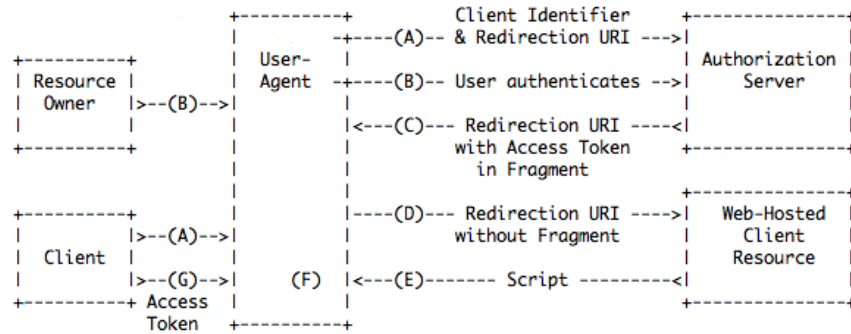 +----------+          Client Identifier      +---------------+
                         |         -+----(A)-- & Redirection URI --->|               |
+-----------+            |  User-   |                                | Authorization |
| Resource  |            |  Agent  -+----(B)-- User authenticates -->|     Server    |
|  Owner    |>--(B)-->|          |                                |               |
|           |            |          |<---(C)--- Redirection URI ----<|               |
+-----------+            |          |          with Access Token     +---------------+
                         |          |            in Fragment
                         |          |                                +---------------+
+-----------+            |          |----(D)--- Redirection URI ---->|   Web-Hosted  |
|           |>--(A)-->|          |          without Fragment      |     Client    |
|  Client   |            |          |                                |    Resource   |
|           |>--(G)-->|     (F)  |<---(E)------- Script ---------<|               |
+-----------+ Access     |          |                                +---------------+
              Token      +----------+